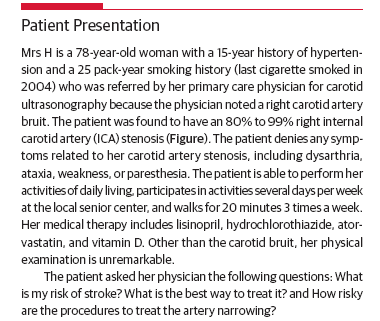 Patient Presentation
Mrs H is a 78-year-old woman with a 15-year history of hyperten-
sion and a 25 pack-year smoking history (last cigarette smoked in
2004) who was referred by her primary care physician for carotid
ultrasonography because the physician noted a right carotid artery
bruit. The patient was found to have an 80% to 99% right internal
carotid artery (ICA) stenosis (Figure). The patient denies any symp-
toms related to her carotid artery stenosis, including dysarthria,
ataxia, weakness, or paresthesia. The patient is able to perform her
activities of daily living, participates in activities several days per week
at the local senior center, and walks for 20 minutes 3 times a week.
Her medical therapy includes lisinopril, hydrochlorothiazide, ator-
vastatin, and vitamin D. Other than the carotid bruit, her physical
examination is unremarkable.
The patient asked her physician the following questions: What
is my risk of stroke? What is the best way to treat it? and How risky
are the procedures to treat the artery narrowing?